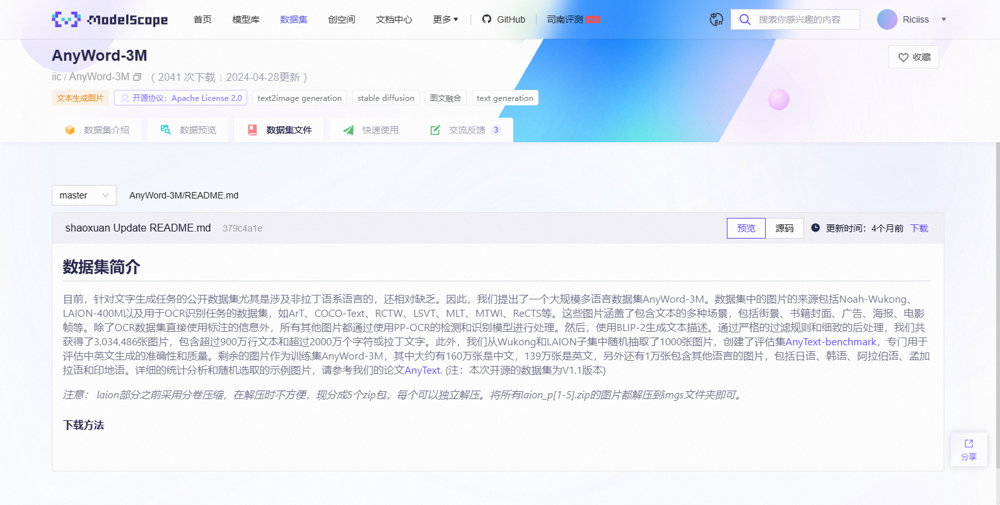 ModelScope 首页 模型库 数据集 创空间 文档中心 更多 GitHub 司南评测 搜索你感兴趣的内容 Riciiss
AnyWord-3M
收藏
iic / AnyWord-3M ( 2041 次下载 | 2024-04-28更新 )
文本生成图片 开源协议：Apache License 2.0 text2image generation stable diffusion 图文融合 text generation
数据集介绍 数据预览 数据集文件 快速使用 交流反馈 3
master AnyWord-3M/README.md
shaoxuan Update README.md 379c4a1e 预览 源码 更新时间：4个月前 下载
数据集简介
目前，针对文字生成任务的公开数据集尤其是涉及非拉丁语系语言的，还相对缺乏。因此，我们提出了一个大规模多语言数据集AnyWord-3M。数据集中的图片的来源包括Noah-Wukong、
LAION-400M以及用于OCR识别任务的数据集，如ArT、COCO-Text、RCTW、LSVT、MLT、MTWI、ReCTS等。这些图片涵盖了包含文本的多种场景，包括街景、书籍封面、广告、海报、电影
帧等。除了OCR数据集直接使用标注的信息外，所有其他图片都通过使用PP-OCR的检测和识别模型进行处理。然后，使用BLIP-2生成文本描述。通过严格的过滤规则和细致的后处理，我们共
获得了3,034,486张图片，包含超过900万行文本和超过2000万个字符或拉丁文字。此外，我们从Wukong和LAION子集中随机抽取了1000张图片，创建了评估集AnyText-benchmark，专门用于
评估中英文生成的准确性和质量。剩余的图片作为训练集AnyWord-3M，其中大约有160万张是中文，139万张是英文，另外还有1万张包含其他语言的图片，包括日语、韩语、阿拉伯语、孟加
拉语和印地语。详细的统计分析和随机选取的示例图片，请参考我们的论文AnyText. (注：本次开源的数据集为V1.1版本)
注意： laion部分之前采用分卷压缩，在解压时不方便，现分成5个zip包，每个可以独立解压。将所有laion_p[1-5].zip的图片都解压到imgs文件夹即可。
下载方法
分享